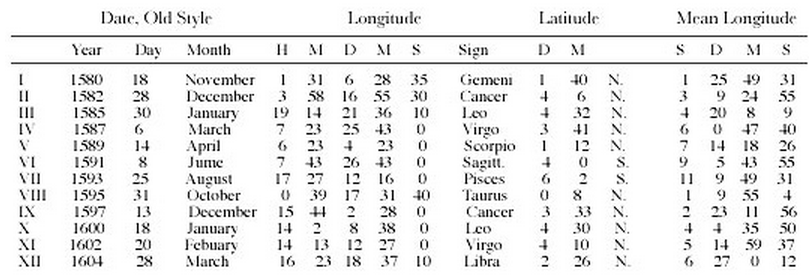 Date, Old Style Longitude Latitude Mean Longitude
Year Day Month H M D M S Sign D M S D M S
I 1580 18 November 1 31 6 28 35 Gemeni 1 40 N. 1 25 49 31
II 1582 28 December 3 58 16 55 30 Cancer 4 6 N. 3 9 24 55
III 1585 30 January 19 14 21 36 10 Leo 4 32 N. 4 20 8 9
IV 1587 6 March 7 23 25 43 0 Virgo 3 41 N. 6 0 47 40
V 1589 14 April 6 23 4 23 0 Scorpio 1 12 N. 7 14 18 26
VI 1591 8 Jume 7 43 26 43 0 Sagitt. 4 0 S. 9 5 43 55
VII 1593 25 August 17 27 12 16 0 Pisces 6 2 S. 11 9 49 31
VIII 1595 31 October 0 39 17 31 40 Taurus 0 8 N. 1 9 55 4
IX 1597 13 December 15 44 2 28 0 Cancer 3 33 N. 2 23 11 56
X 1600 18 January 14 2 8 38 0 Leo 4 30 N. 4 4 35 50
XI 1602 20 Febuary 14 13 12 27 0 Virgo 4 10 N. 5 14 59 37
XII 1604 28 March 16 23 18 37 10 Libra 2 26 N. 6 27 0 12